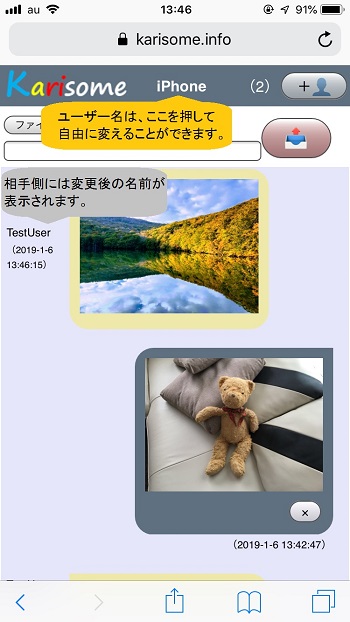 au 13:46 91%
karisome.info
Karisome iPhone (2) +
ユーザー名は、ここを押して
自由に変えることができます。
ファイ
相手側には変更後の名前が
表示されます。
TestUser
(2019-1-6
13:46:15)
×
(2019-1-6 13:42:47)